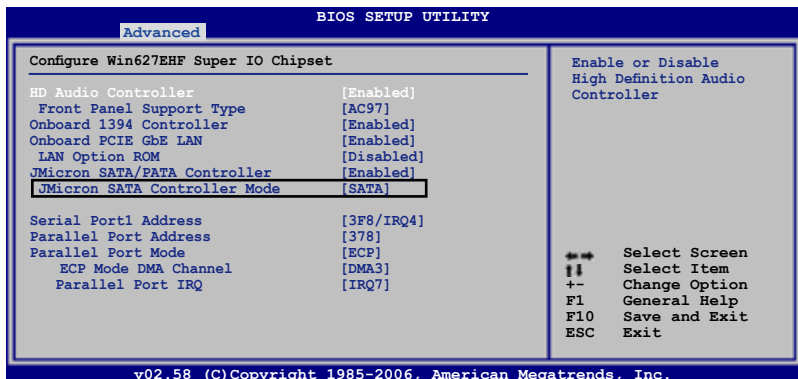 BIOS SETUP UTILITY
Advanced
Configure Win627EHF Super IO Chipset
HD Audio Controller [Enabled]
Front Panel Support Type [AC97]
Onboard 1394 Controller [Enabled]
Onboard PCIE GbE LAN [Enabled]
LAN Option ROM [Disabled]
JMicron SATA/PATA Controller [Enabled]
JMicron SATA Controller Mode [SATA]
Serial Port1 Address [3F8/IRQ4]
Parallel Port Address [378]
Parallel Port Mode [ECP]
ECP Mode DMA Channel [DMA3]
Parallel Port IRQ [IRQ7]
Enable or Disable
High Definition Audio
Controller
Select Screen
Select Item
+- Change Option
F1 General Help
F10 Save and Exit
ESC Exit
v02.58 (C)Copyright 1985-2006, American Megatrends, Inc.